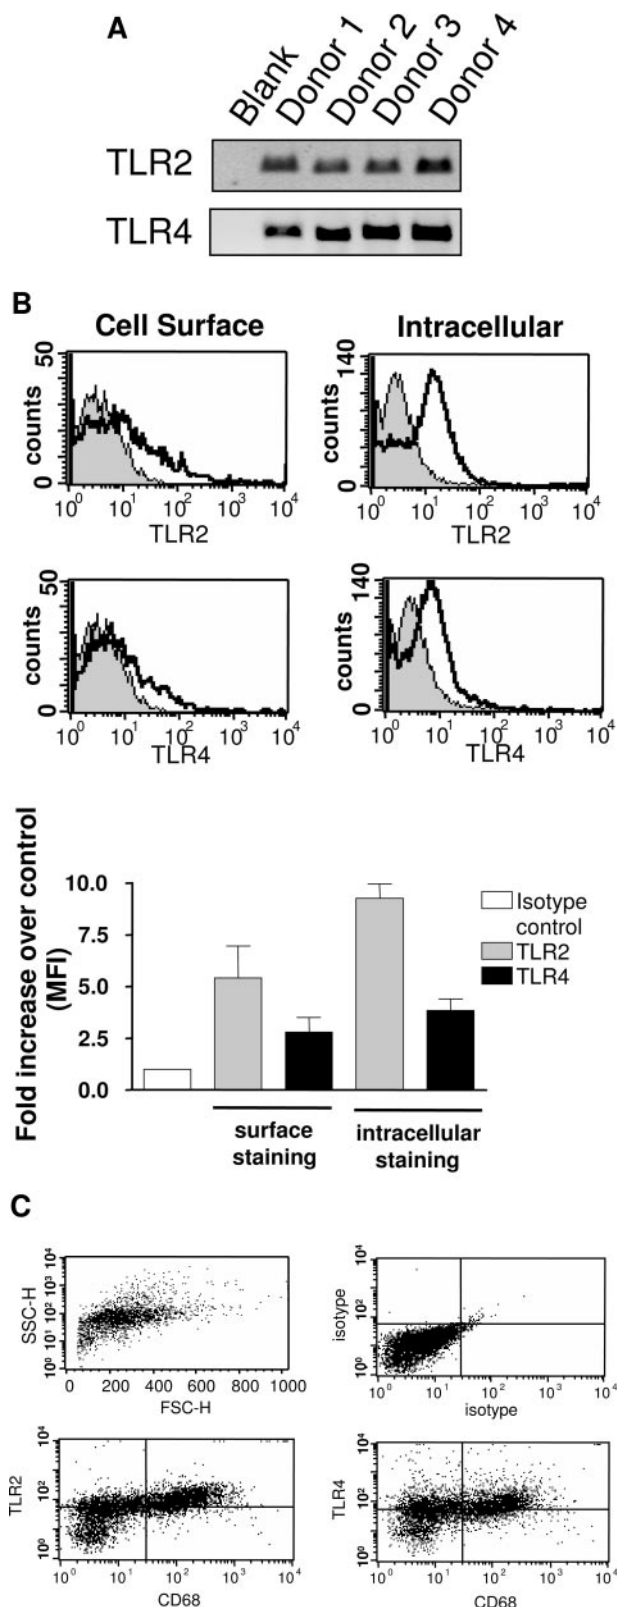 A
Blank
Donor 1
Donor 2
Donor 3
Donor 4
TLR2
TLR4
B
Cell Surface
Intracellular
50
0
counts
10^0 10^1 10^2 10^3 10^4
TLR2
140
0
counts
10^0 10^1 10^2 10^3 10^4
TLR2
50
0
counts
10^0 10^1 10^2 10^3 10^4
TLR4
140
0
counts
10^0 10^1 10^2 10^3 10^4
TLR4
Fold increase over control
(MFI)
10.0
7.5
5.0
2.5
0.0
Isotype
control
TLR2
TLR4
surface
staining
intracellular
staining
C
SSC-H
10^0 10^1 10^2 10^3 10^4
0 200 400 600 800 1000
FSC-H
isotype
10^0 10^1 10^2 10^3 10^4
10^0 10^1 10^2 10^3 10^4
isotype
TLR2
10^0 10^2 10^4
10^0 10^1 10^2 10^3 10^4
CD68
TLR4
10^0 10^2 10^4
10^0 10^1 10^2 10^3 10^4
CD68